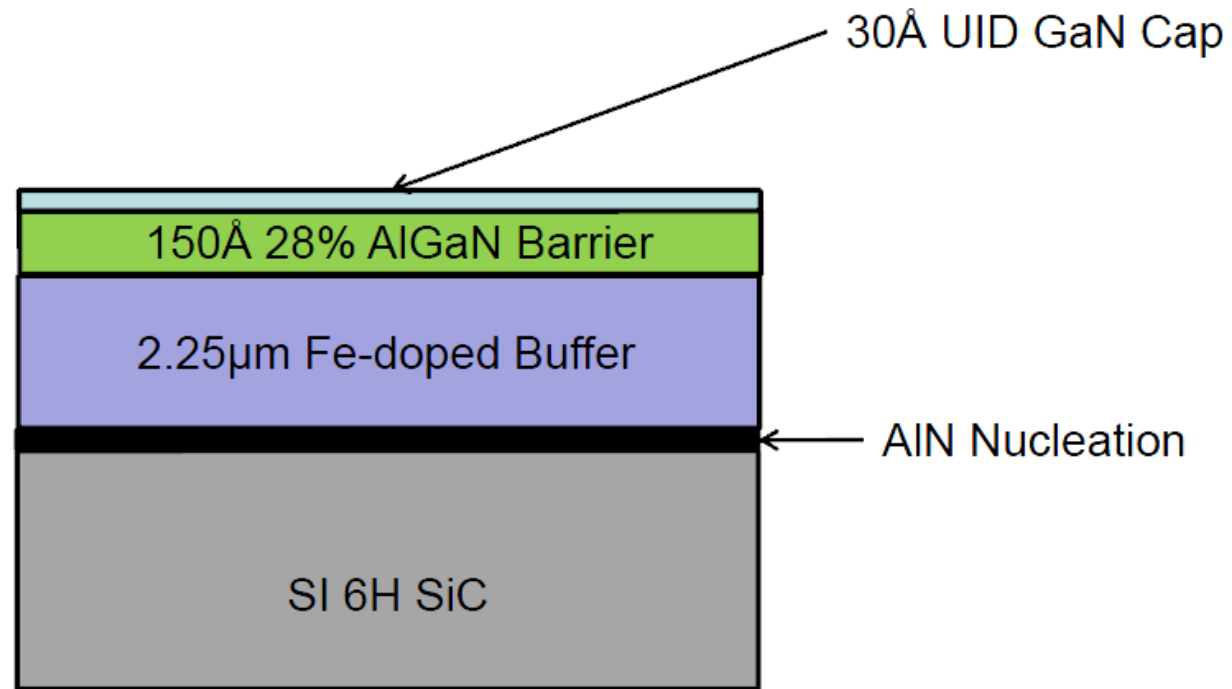 30Å UID GaN Cap
150Å 28% AlGaN Barrier
2.25µm Fe-doped Buffer
AlN Nucleation
SI 6H SiC